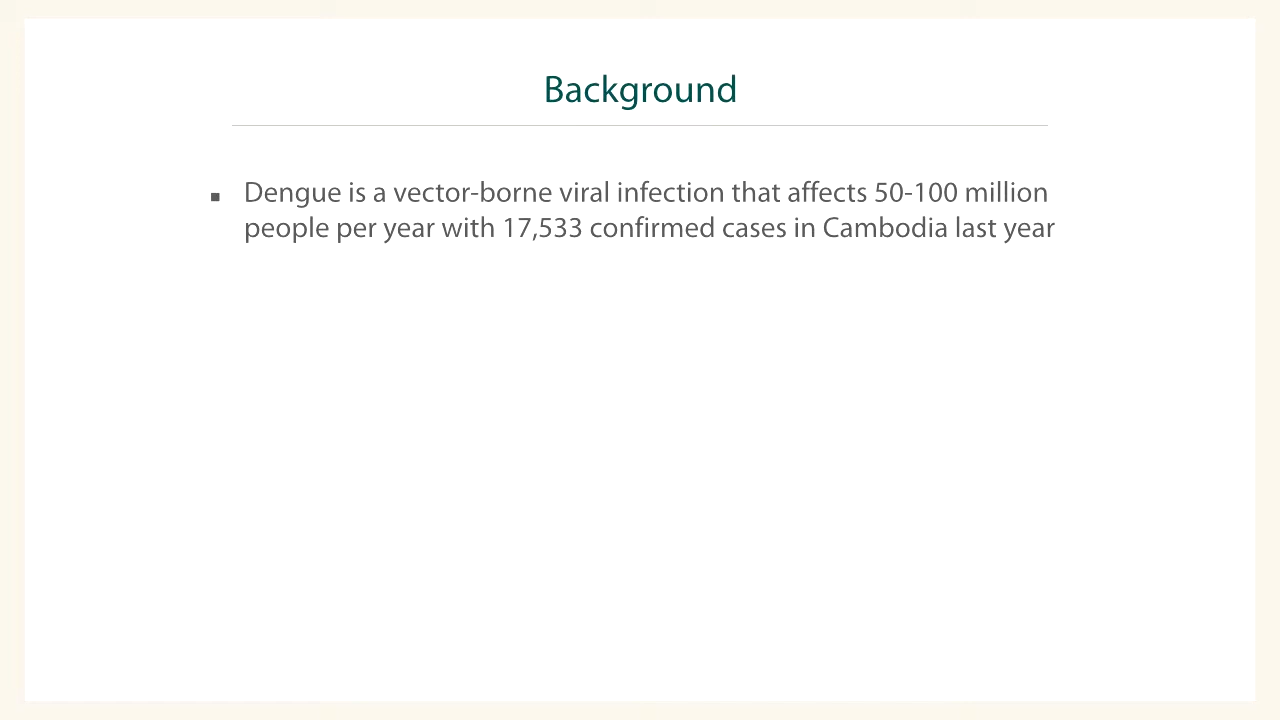 Background
▪ Dengue is a vector-borne viral infection that affects 50-100 million
people per year with 17,533 confirmed cases in Cambodia last year